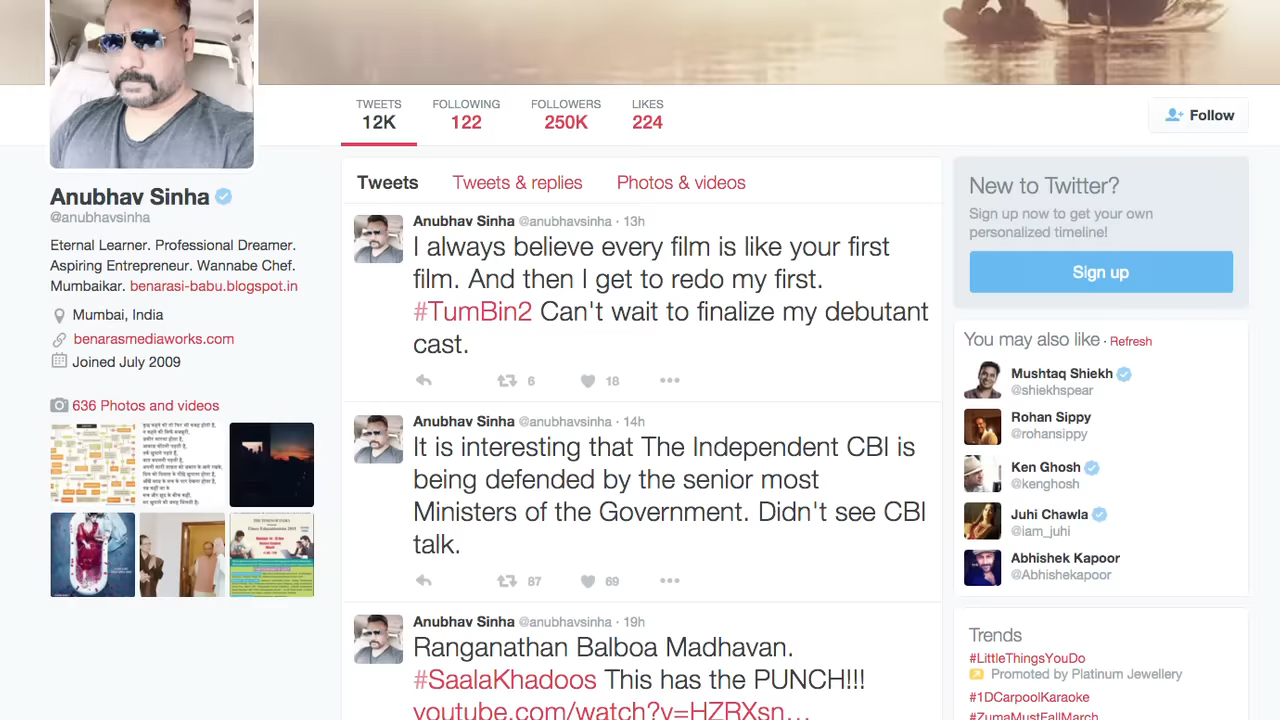 TWEETS
12K
FOLLOWING
122
FOLLOWERS
250K
LIKES
224
Follow
Anubhav Sinha
@anubhavsinha
Eternal Learner. Professional Dreamer.
Aspiring Entrepreneur. Wannabe Chef.
Mumbaikar. benarasi-babu.blogspot.in
Mumbai, India
benarasmediaworks.com
Joined July 2009
636 Photos and videos
Tweets
Tweets & replies
Photos & videos
Anubhav Sinha @anubhavsinha · 13h
I always believe every film is like your first
film. And then I get to redo my first.
#TumBin2 Can't wait to finalize my debutant
cast.
6
18
Anubhav Sinha @anubhavsinha · 14h
It is interesting that The Independent CBI is
being defended by the senior most
Ministers of the Government. Didn't see CBI
talk.
87
69
Anubhav Sinha @anubhavsinha · 19h
Ranganathan Balboa Madhavan.
#SaalaKhadoos This has the PUNCH!!!
youtube.com/watch?v=HZRXsn…
New to Twitter?
Sign up now to get your own
personalized timeline!
Sign up
You may also like · Refresh
Mushtaq Shiekh
@shiekhspear
Rohan Sippy
@rohansippy
Ken Ghosh
@kenghosh
Juhi Chawla
@iam_juhi
Abhishek Kapoor
@Abhishekapoor
Trends
#LittleThingsYouDo
Promoted by Platinum Jewellery
#1DCarpoolKaraoke
#ZumaMustFallMarch